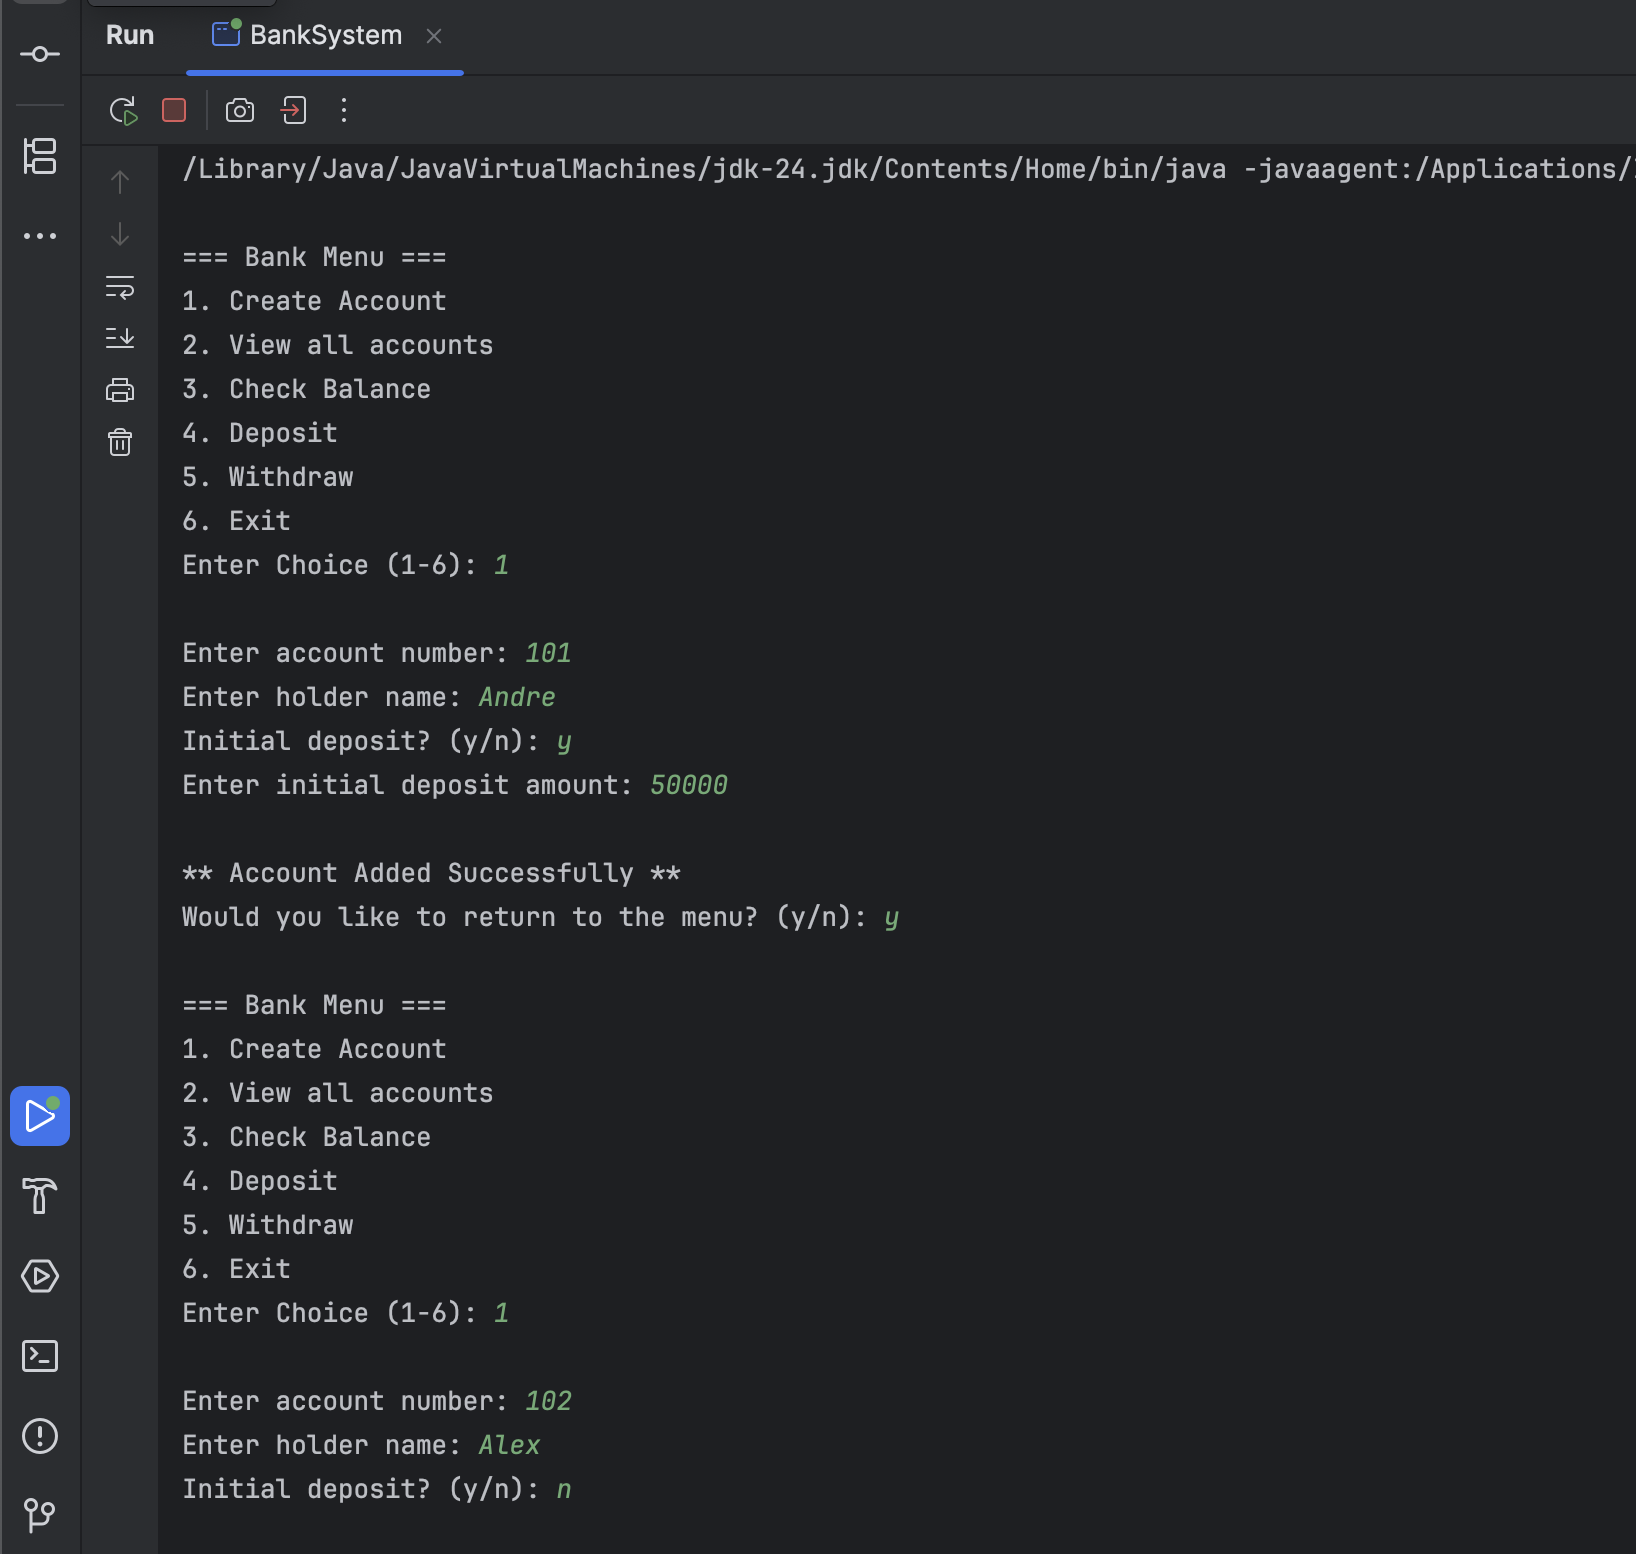 Run BankSystem
/Library/Java/JavaVirtualMachines/jdk-24.jdk/Contents/Home/bin/java -javaagent:/Applications/
=== Bank Menu ===
1. Create Account
2. View all accounts
3. Check Balance
4. Deposit
5. Withdraw
6. Exit
Enter Choice (1-6): 1
Enter account number: 101
Enter holder name: Andre
Initial deposit? (y/n): y
Enter initial deposit amount: 50000
** Account Added Successfully **
Would you like to return to the menu? (y/n): y
=== Bank Menu ===
1. Create Account
2. View all accounts
3. Check Balance
4. Deposit
5. Withdraw
6. Exit
Enter Choice (1-6): 1
Enter account number: 102
Enter holder name: Alex
Initial deposit? (y/n): n